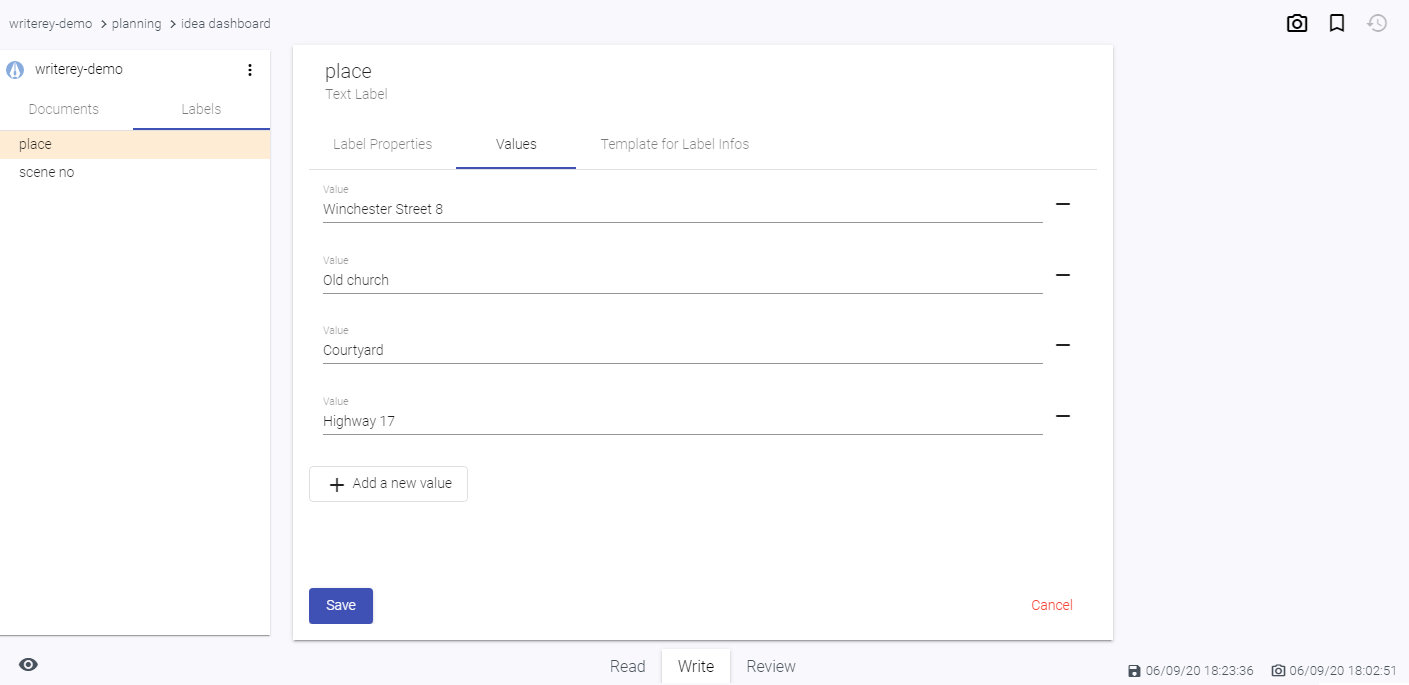 writerey-demo > planning > idea dashboard
writerey-demo
Documents Labels
place
scene no
place
Text Label
Label Properties Values Template for Label Infos
Value
Winchester Street 8
Value
Old church
Value
Courtyard
Value
Highway 17
Add a new value
Save Cancel
Read Write Review
06/09/20 18:23:36 06/09/20 18:02:51